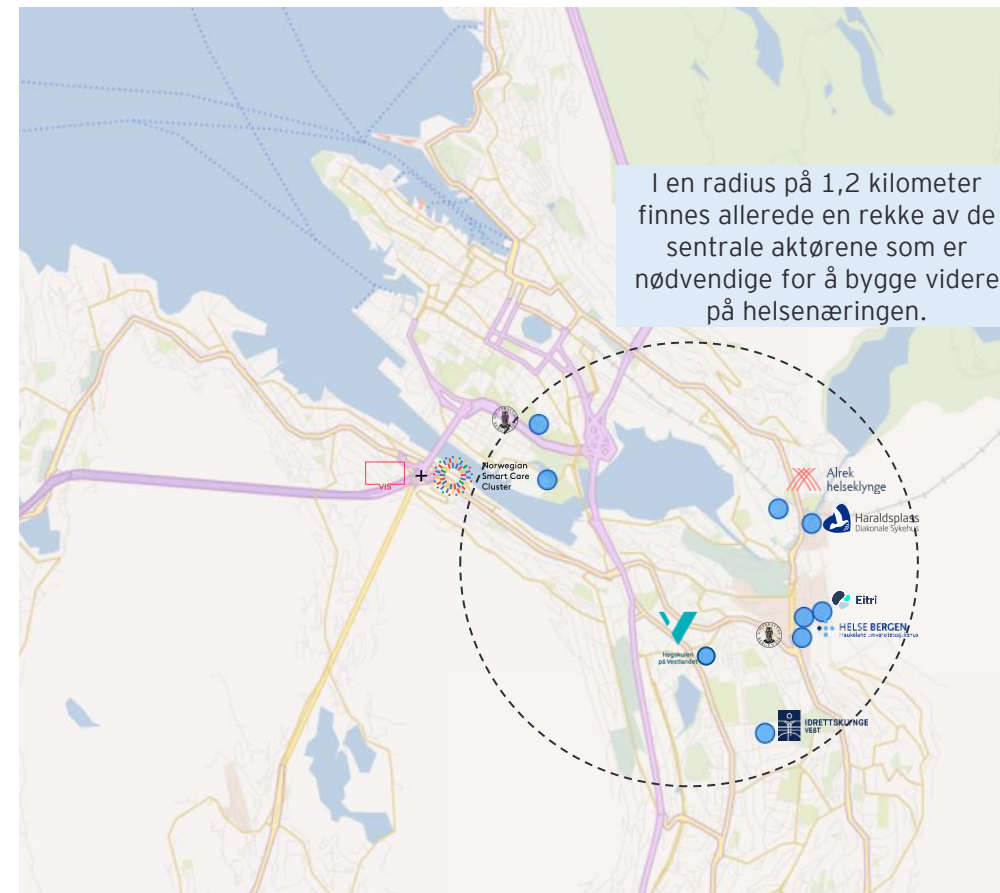 I en radius på 1,2 kilometer
finnes allerede en rekke av de
sentrale aktørene som er
nødvendige for å bygge videre
på helsenæringen.
VIS
+
Norwegian
Smart Care
Cluster
Alrek
helseklynge
Haraldsplass
Diakonale Sykehus
Eitri
HELSE BERGEN
Haukeland universitetssjukehus
Høgskulen
på Vestlandet
IDRETTSKLYNGE
VEST